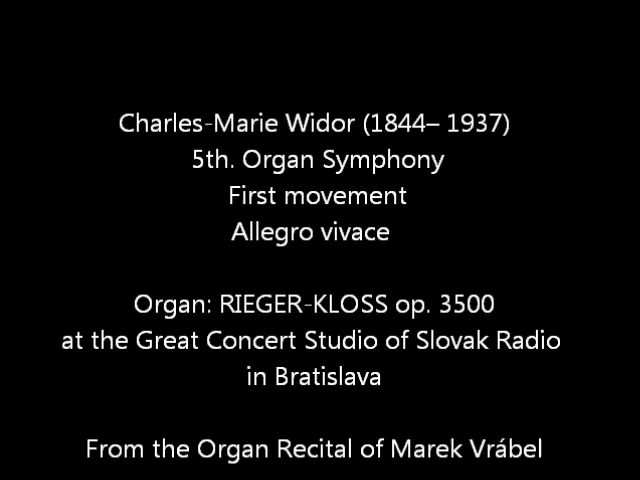 Charles-Marie Widor (1844– 1937)
5th. Organ Symphony
First movement
Allegro vivace
Organ: RIEGER-KLOSS op. 3500
at the Great Concert Studio of Slovak Radio
in Bratislava
From the Organ Recital of Marek Vrábel